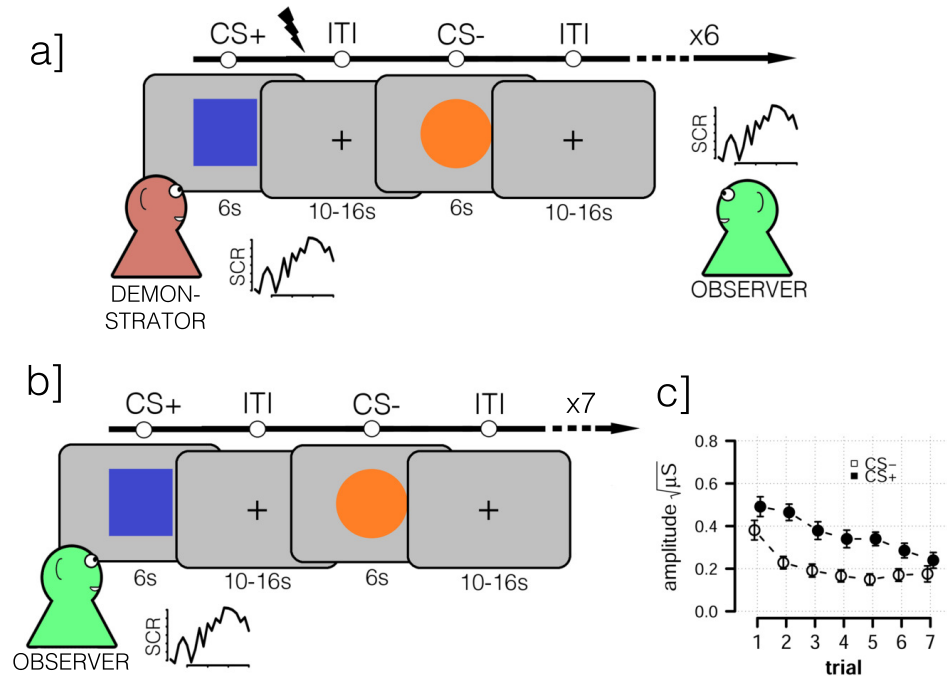 a]
CS+ ITI CS- ITI x6
+ +
6s 10-16s 6s 10-16s
SCR
SCR
DEMON-
STRATOR
OBSERVER
b]
CS+ ITI CS- ITI x7
+ +
6s 10-16s 6s 10-16s
SCR
OBSERVER
c]
amplitude √µS
0.8
0.6
0.4
0.2
0.0
CS−
CS+
1 2 3 4 5 6 7
trial